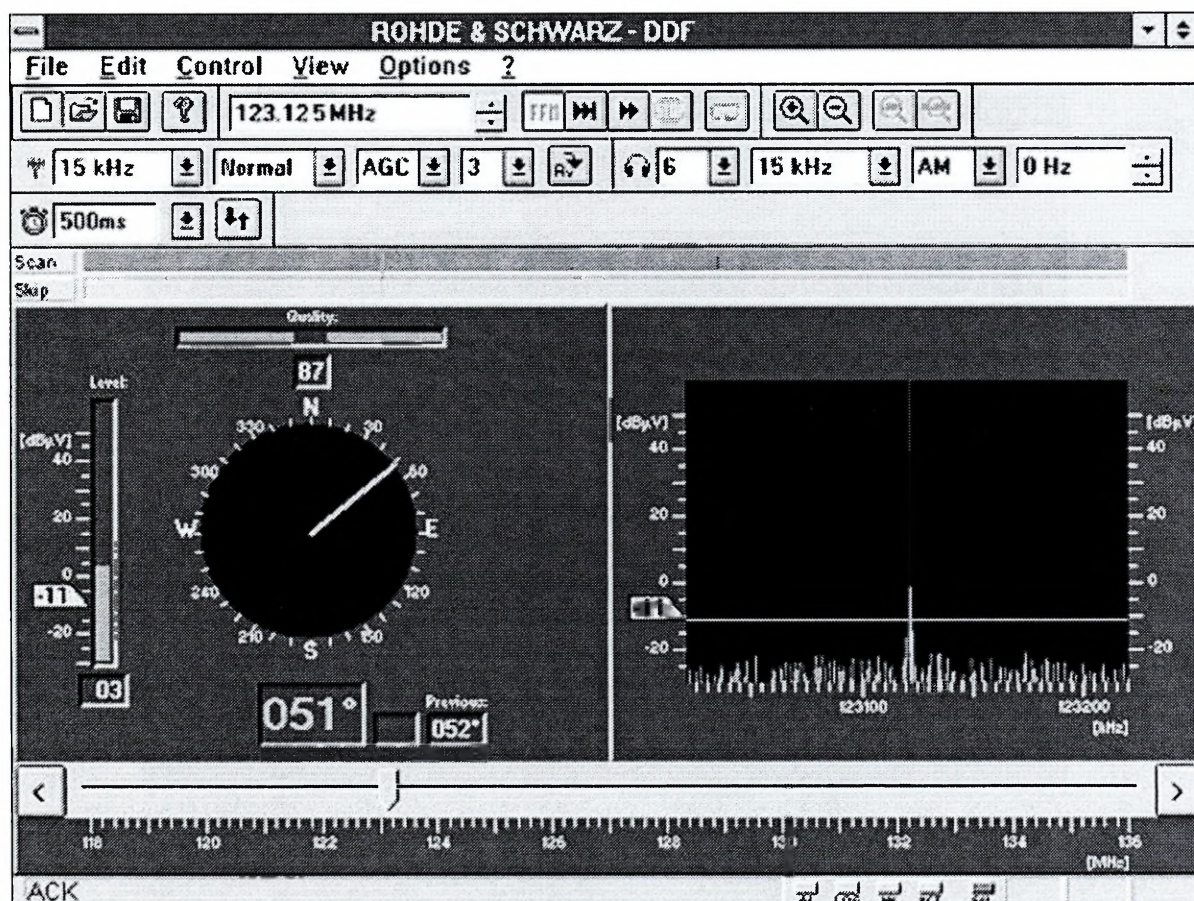 ROHDE & SCHWARZ - DDF
File Edit Control View Options ?
123.125MHz FFM
15 kHz Normal AGC 3 6 15 kHz AM 0 Hz
500ms
Scan
Skip
Quality:
87
Level:
[dBµV]
40
20
0
-11
-20
03
N
330 30
300 60
W E
240 120
210 150
S
051° Previous:
052°
[dBµV] [dBµV]
40 40
20 20
0 0
-11
-20 -20
123100 123200
[kHz]
< >
118 120 122 124 126 128 130 132 134 136
[MHz]
ACK